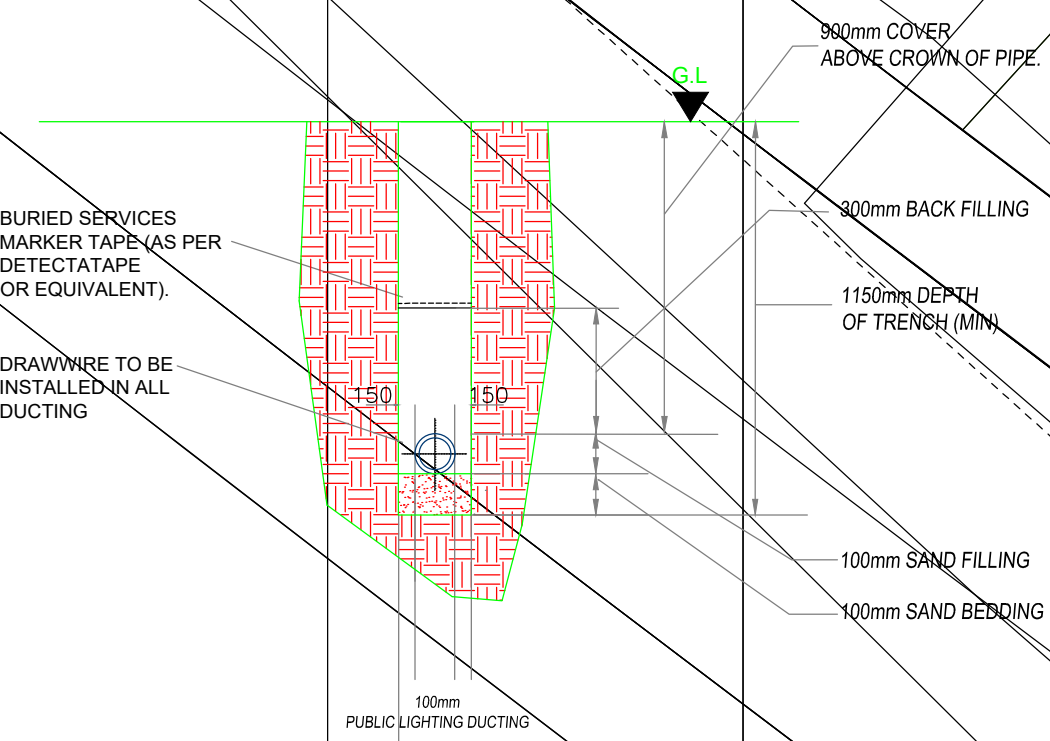 900mm COVER
ABOVE CROWN OF PIPE.
G.L
300mm BACK FILLING
BURIED SERVICES
MARKER TAPE (AS PER
DETECTATAPE
OR EQUIVALENT).
1150mm DEPTH
OF TRENCH (MIN)
DRAWWIRE TO BE
INSTALLED IN ALL
DUCTING
150 150
100mm SAND FILLING
100mm SAND BEDDING
100mm
PUBLIC LIGHTING DUCTING